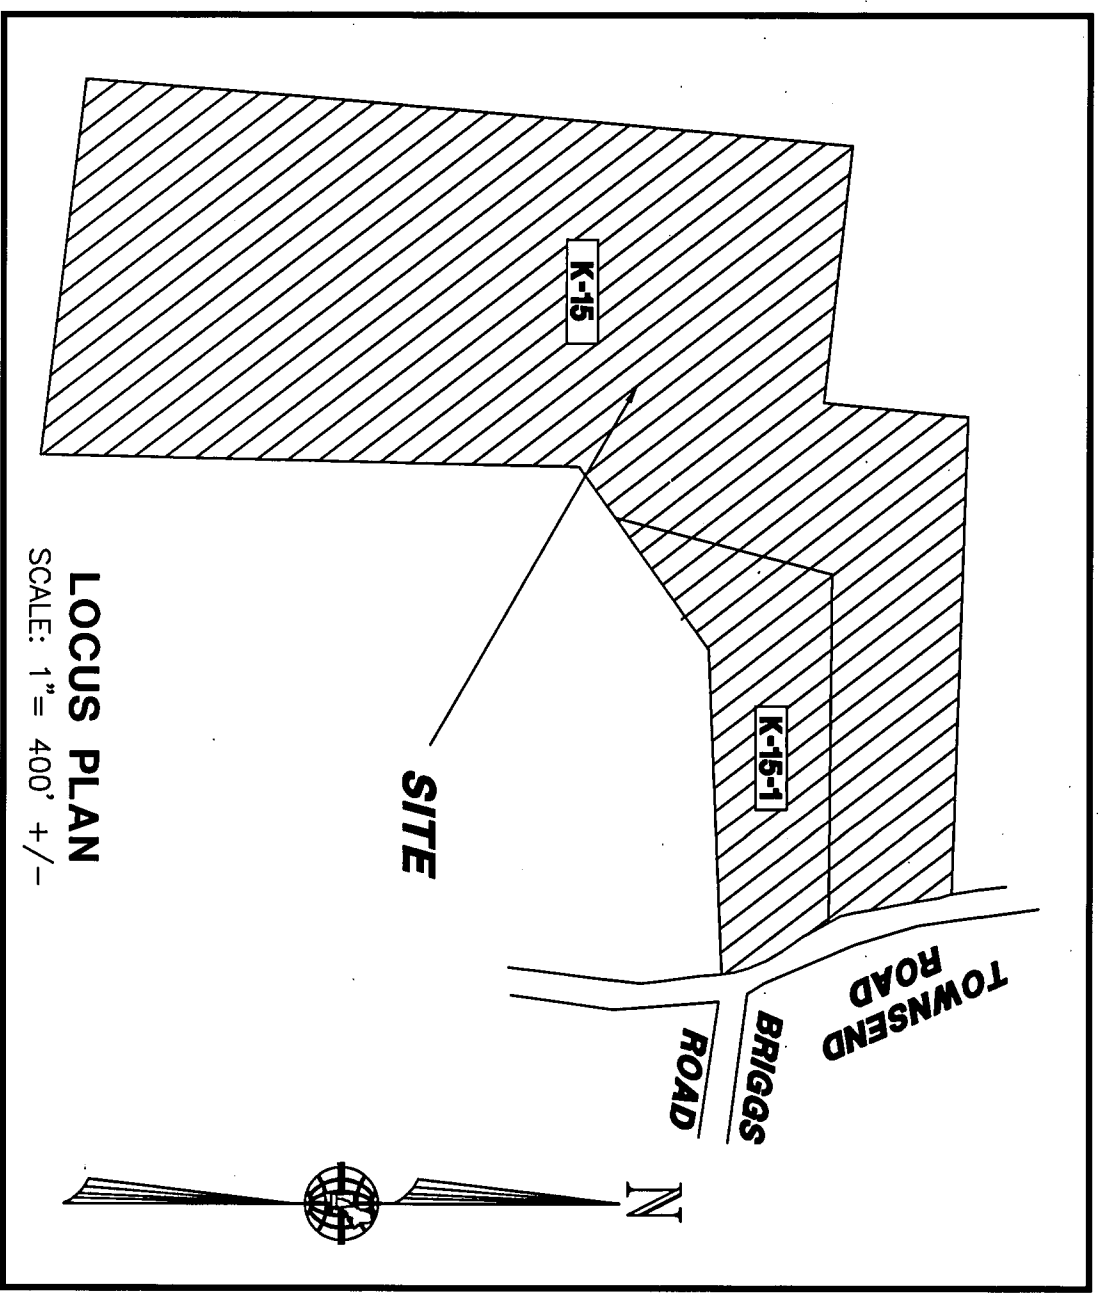 K-15
K-15-1
TOWNSEND
ROAD
BRIGGS
ROAD
SITE
N
LOCUS PLAN
SCALE: 1"= 400' +/-